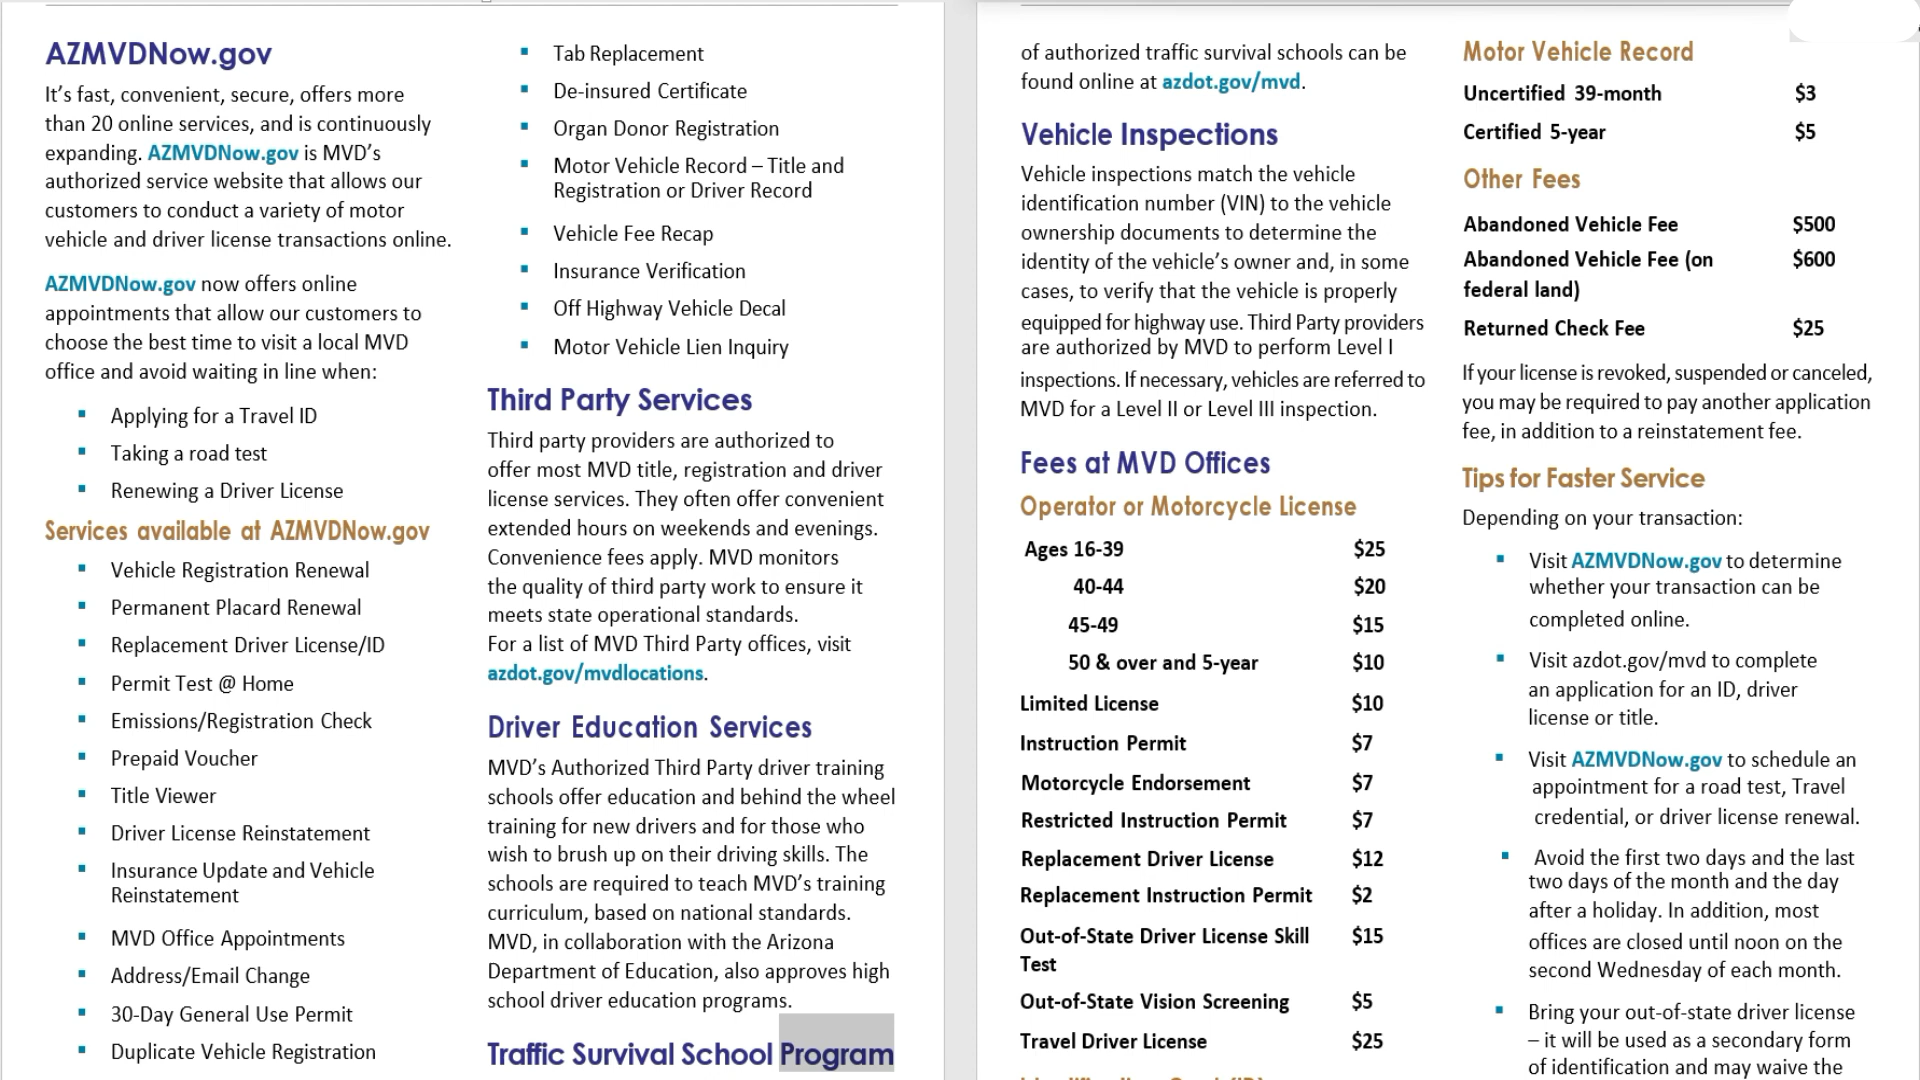 AZMVDNow.gov
It’s fast, convenient, secure, offers more
than 20 online services, and is continuously
expanding. AZMVDNow.gov is MVD’s
authorized service website that allows our
customers to conduct a variety of motor
vehicle and driver license transactions online.
AZMVDNow.gov now offers online
appointments that allow our customers to
choose the best time to visit a local MVD
office and avoid waiting in line when:
▪ Applying for a Travel ID
▪ Taking a road test
▪ Renewing a Driver License
Services available at AZMVDNow.gov
▪ Vehicle Registration Renewal
▪ Permanent Placard Renewal
▪ Replacement Driver License/ID
▪ Permit Test @ Home
▪ Emissions/Registration Check
▪ Prepaid Voucher
▪ Title Viewer
▪ Driver License Reinstatement
▪ Insurance Update and Vehicle
Reinstatement
▪ MVD Office Appointments
▪ Address/Email Change
▪ 30-Day General Use Permit
▪ Duplicate Vehicle Registration
▪ Tab Replacement
▪ De-insured Certificate
▪ Organ Donor Registration
▪ Motor Vehicle Record – Title and
Registration or Driver Record
▪ Vehicle Fee Recap
▪ Insurance Verification
▪ Off Highway Vehicle Decal
▪ Motor Vehicle Lien Inquiry
Third Party Services
Third party providers are authorized to
offer most MVD title, registration and driver
license services. They often offer convenient
extended hours on weekends and evenings.
Convenience fees apply. MVD monitors
the quality of third party work to ensure it
meets state operational standards.
For a list of MVD Third Party offices, visit
azdot.gov/mvdlocations.
Driver Education Services
MVD’s Authorized Third Party driver training
schools offer education and behind the wheel
training for new drivers and for those who
wish to brush up on their driving skills. The
schools are required to teach MVD’s training
curriculum, based on national standards.
MVD, in collaboration with the Arizona
Department of Education, also approves high
school driver education programs.
Traffic Survival School Program
of authorized traffic survival schools can be
found online at azdot.gov/mvd.
Vehicle Inspections
Vehicle inspections match the vehicle
identification number (VIN) to the vehicle
ownership documents to determine the
identity of the vehicle’s owner and, in some
cases, to verify that the vehicle is properly
equipped for highway use. Third Party providers
are authorized by MVD to perform Level I
inspections. If necessary, vehicles are referred to
MVD for a Level II or Level III inspection.
Fees at MVD Offices
Operator or Motorcycle License
Ages 16-39 $25
40-44 $20
45-49 $15
50 & over and 5-year $10
Limited License $10
Instruction Permit $7
Motorcycle Endorsement $7
Restricted Instruction Permit $7
Replacement Driver License $12
Replacement Instruction Permit $2
Out-of-State Driver License Skill $15
Test
Out-of-State Vision Screening $5
Travel Driver License $25
Motor Vehicle Record
Uncertified 39-month $3
Certified 5-year $5
Other Fees
Abandoned Vehicle Fee $500
Abandoned Vehicle Fee (on $600
federal land)
Returned Check Fee $25
If your license is revoked, suspended or canceled,
you may be required to pay another application
fee, in addition to a reinstatement fee.
Tips for Faster Service
Depending on your transaction:
▪ Visit AZMVDNow.gov to determine
whether your transaction can be
completed online.
▪ Visit azdot.gov/mvd to complete
an application for an ID, driver
license or title.
▪ Visit AZMVDNow.gov to schedule an
appointment for a road test, Travel
credential, or driver license renewal.
▪ Avoid the first two days and the last
two days of the month and the day
after a holiday. In addition, most
offices are closed until noon on the
second Wednesday of each month.
▪ Bring your out-of-state driver license
– it will be used as a secondary form
of identification and may waive the